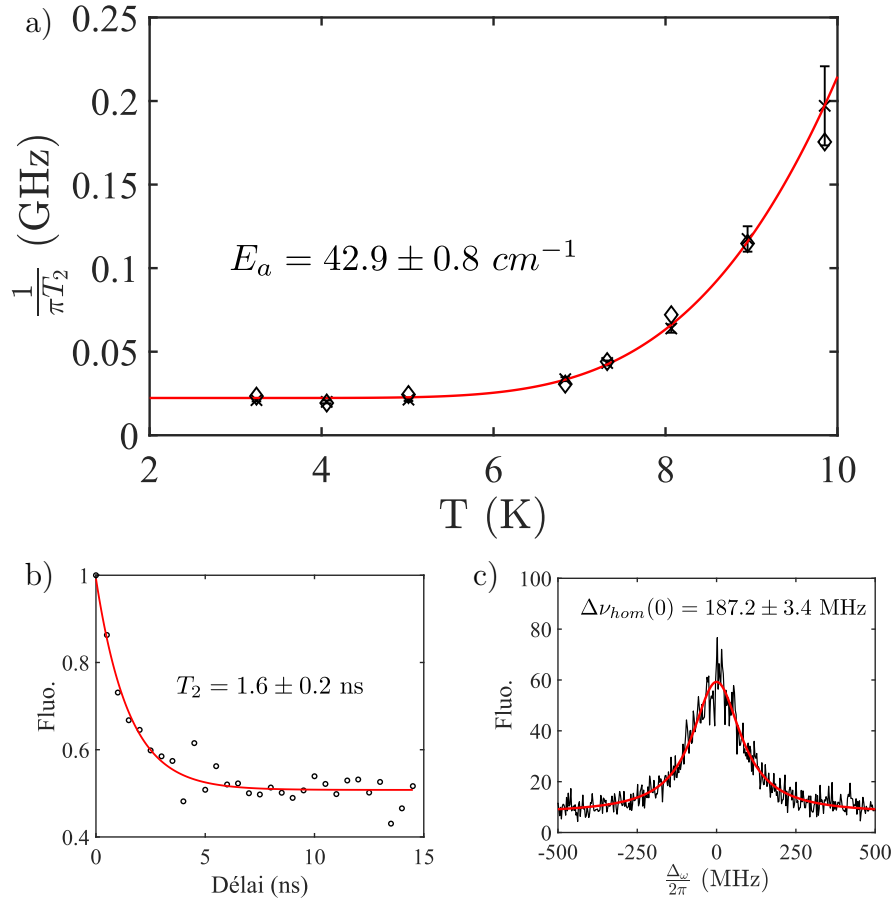 a)
0.25
0.2
0.15
0.1
0.05
0
1/πT₂ (GHz)
E_a = 42.9 ± 0.8 cm⁻¹
2 4 6 8 10
T (K)
b)
1
0.8
0.6
0.4
Fluo.
T₂ = 1.6 ± 0.2 ns
0 5 10 15
Délai (ns)
c)
100
80
60
40
20
0
Fluo.
Δν_hom(0) = 187.2 ± 3.4 MHz
-500 -250 0 250 500
Δ_ω/2π (MHz)